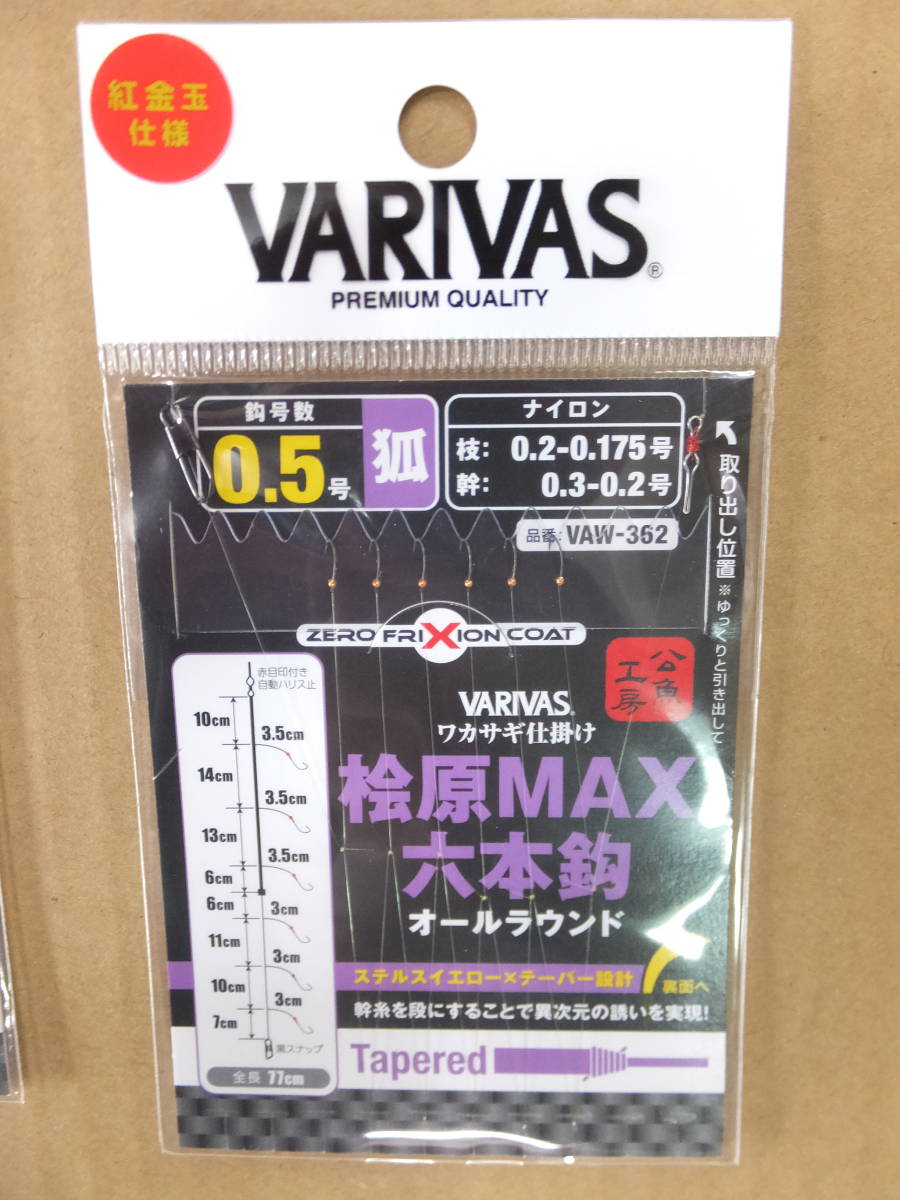 紅金玉
仕様
VARIVAS®
PREMIUM QUALITY
鈎号数
0.5号
狐
ナイロン
枝: 0.2-0.175号
幹: 0.3-0.2号
品番: VAW-362
取り出し位置 ※ゆっくりと引き出して
ZERO FRIXION COAT
公魚
工房
赤目印付き
自動ハリス止
10cm
3.5cm
14cm
3.5cm
13cm
3.5cm
6cm
6cm
3cm
11cm
3cm
10cm
3cm
7cm
黒スナップ
全長 77cm
VARIVAS®
ワカサギ仕掛け
桧原MAX
六本鈎
オールラウンド
ステルスイエロー×テーパー設計
裏面へ
幹糸を段にすることで異次元の誘いを実現!
Tapered